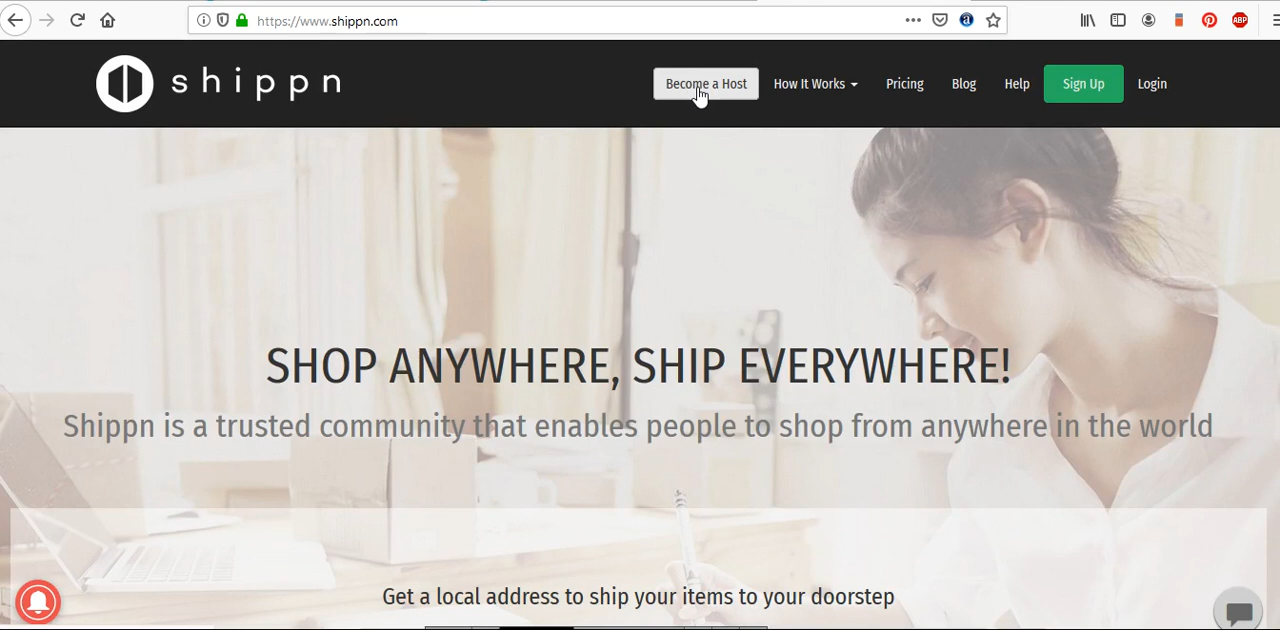 https://www.shippn.com
ABP
shippn
Become a Host
How It Works
Pricing
Blog
Help
Sign Up
Login
SHOP ANYWHERE, SHIP EVERYWHERE!
Shippn is a trusted community that enables people to shop from anywhere in the world
Get a local address to ship your items to your doorstep